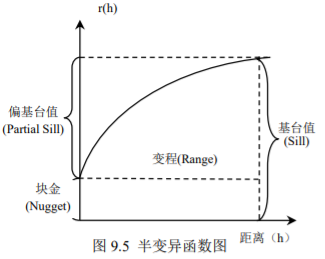 r(h)
偏基台值
(Partial Sill)
变程(Range)
基台值
(Sill)
块金
(Nugget)
距离（h）
图 9.5 半变异函数图